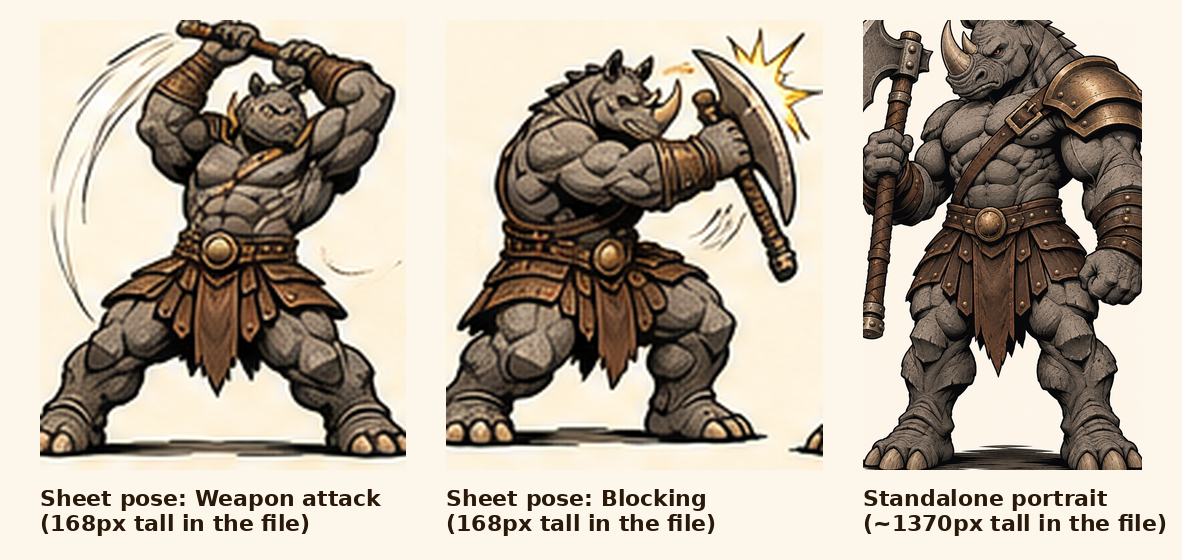 Sheet pose: Weapon attack
(168px tall in the file)
Sheet pose: Blocking
(168px tall in the file)
Standalone portrait
(~1370px tall in the file)